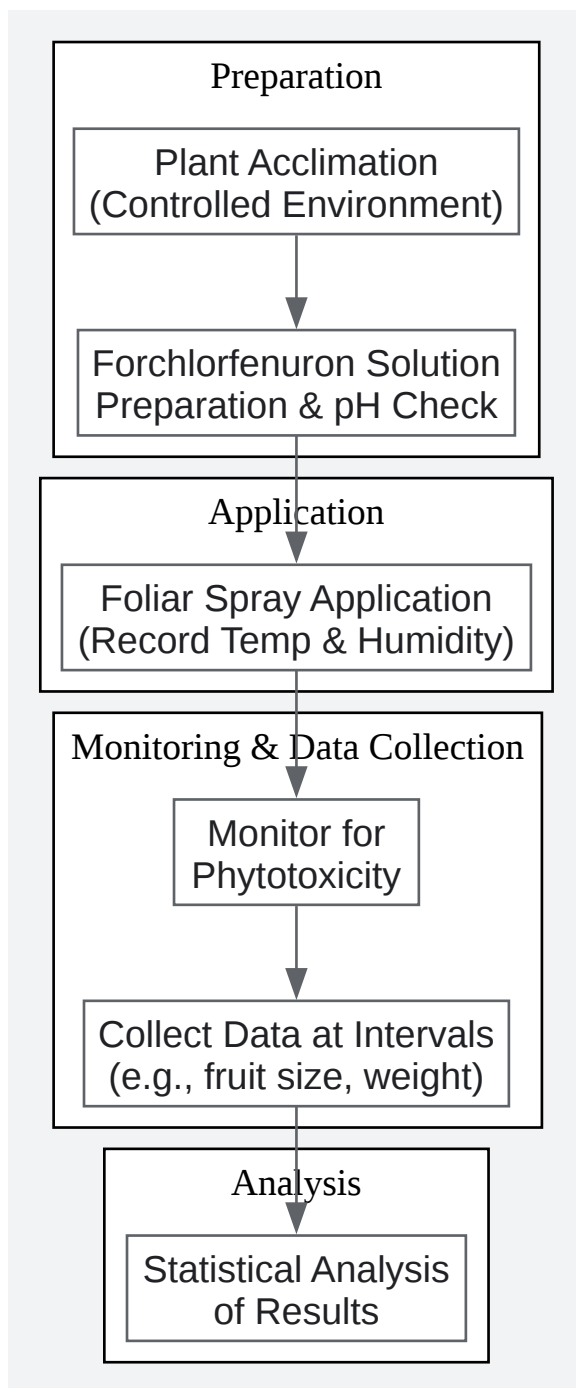 Preparation
Plant Acclimation
(Controlled Environment)
Forchlorfenuron Solution
Preparation & pH Check
Application
Foliar Spray Application
(Record Temp & Humidity)
Monitoring & Data Collection
Monitor for
Phytotoxicity
Collect Data at Intervals
(e.g., fruit size, weight)
Analysis
Statistical Analysis
of Results